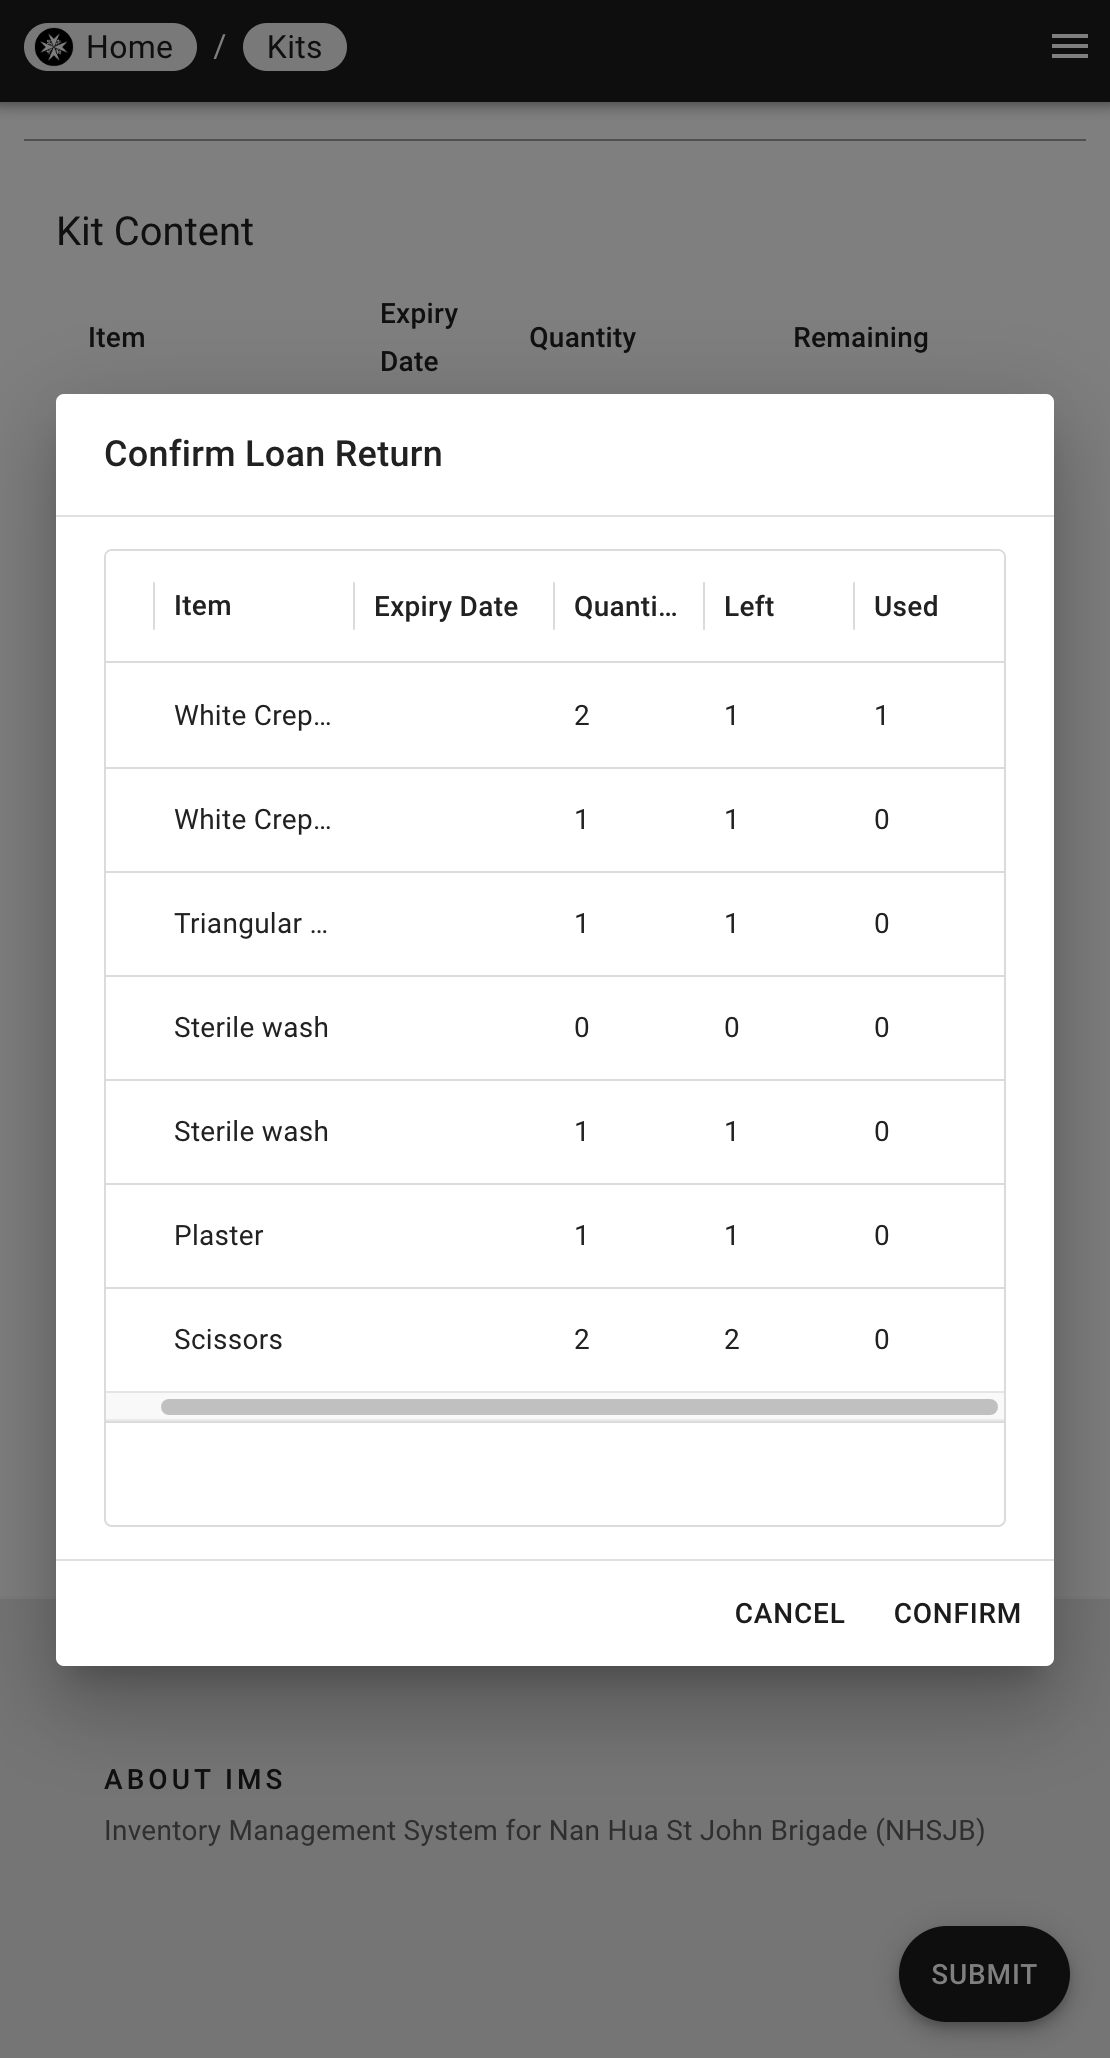 Home / Kits
Kit Content
Item Expiry Date Quantity Remaining
Confirm Loan Return
Item Expiry Date Quanti... Left Used
White Crep... 2 1 1
White Crep... 1 1 0
Triangular ... 1 1 0
Sterile wash 0 0 0
Sterile wash 1 1 0
Plaster 1 1 0
Scissors 2 2 0
CANCEL CONFIRM
ABOUT IMS
Inventory Management System for Nan Hua St John Brigade (NHSJB)
SUBMIT